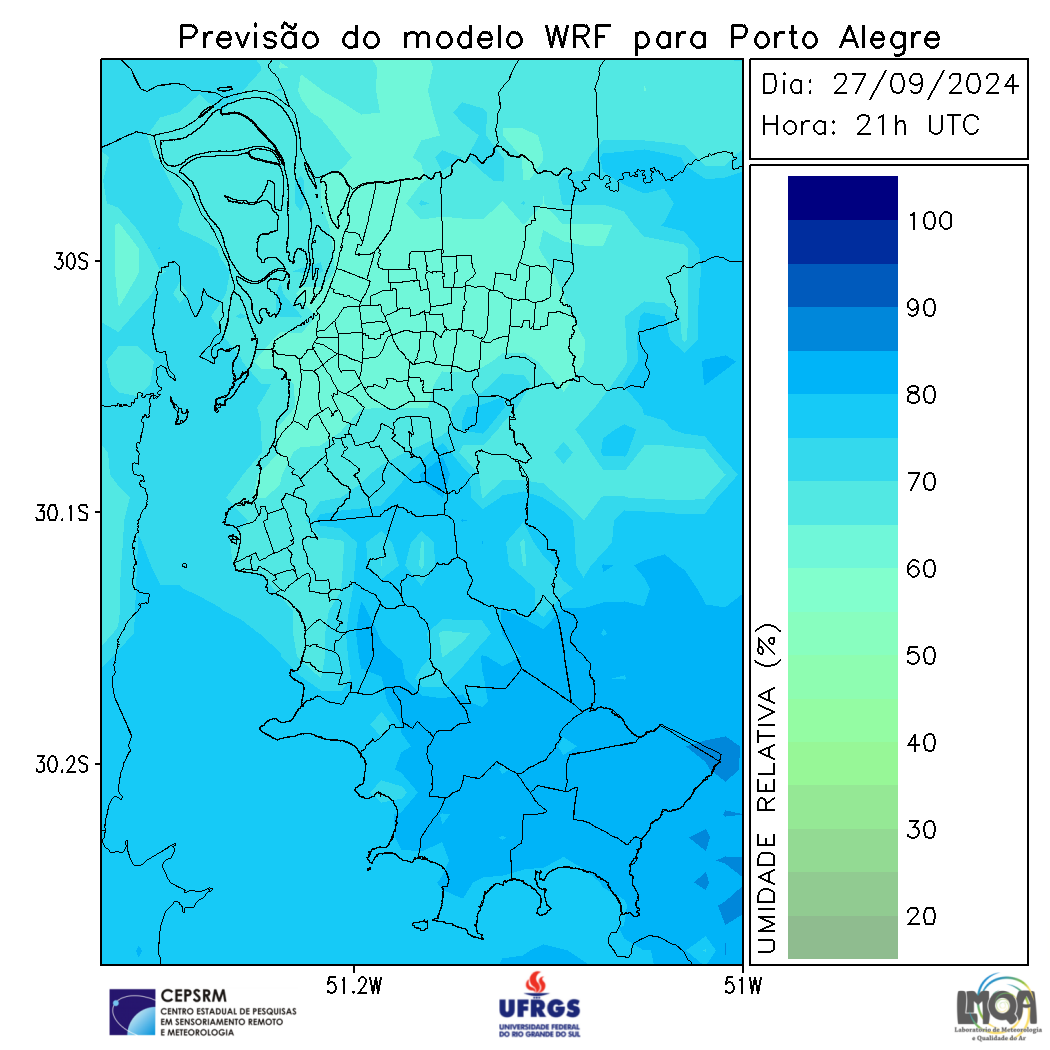 Previsão do modelo WRF para Porto Alegre
Dia: 27/09/2024
Hora: 21h UTC
100
90
80
70
60
50
40
30
20
UMIDADE RELATIVA (%)
30S
30.1S
30.2S
51.2W
51W
CEPSRM
CENTRO ESTADUAL DE PESQUISAS
EM SENSORIAMENTO REMOTO
E METEOROLOGIA
UFRGS
UNIVERSIDADE FEDERAL
DO RIO GRANDE DO SUL
LMQA
Laboratório de Meteorologia
e Qualidade do Ar